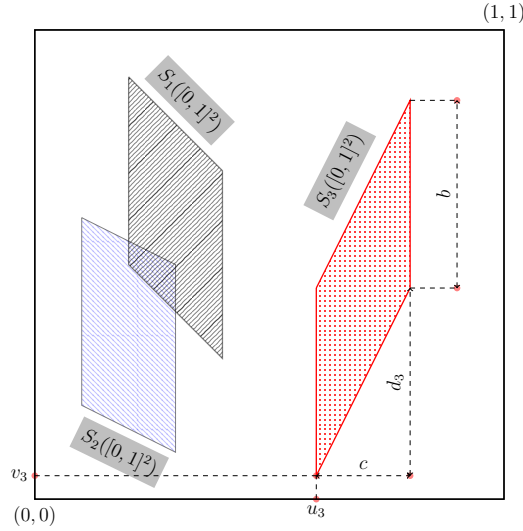 (1, 1)
S₁([0, 1]²)
S₃([0, 1]²)
b
d₃
S₂([0, 1]²)
c
v₃
(0, 0)
u₃